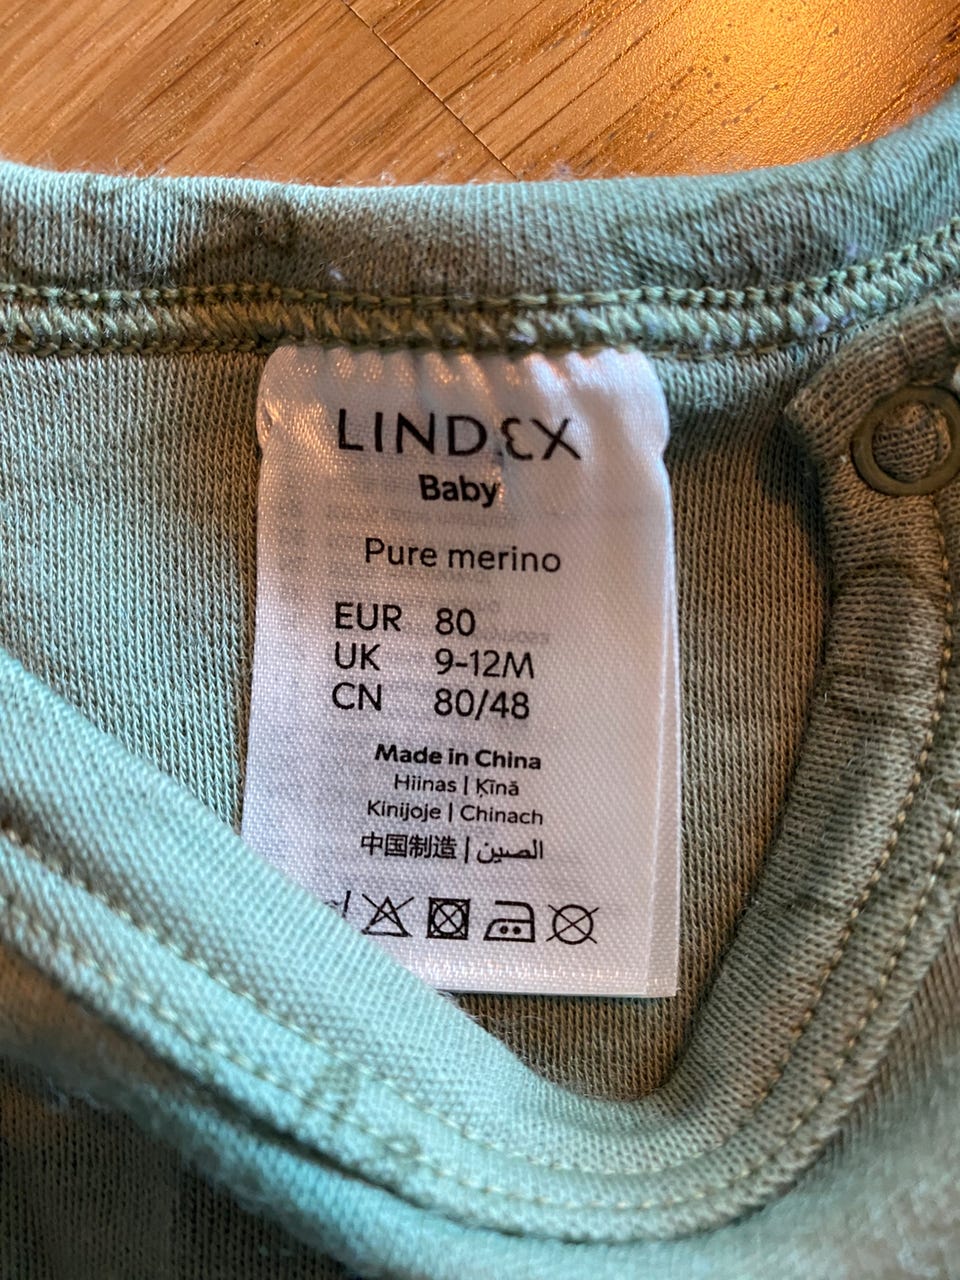 LINDEX
Baby
Pure merino
EUR 80
UK 9-12M
CN 80/48
Made in China
Hiinas | Ķīnā
Kinijoje | Chinach
中国制造 | الصين